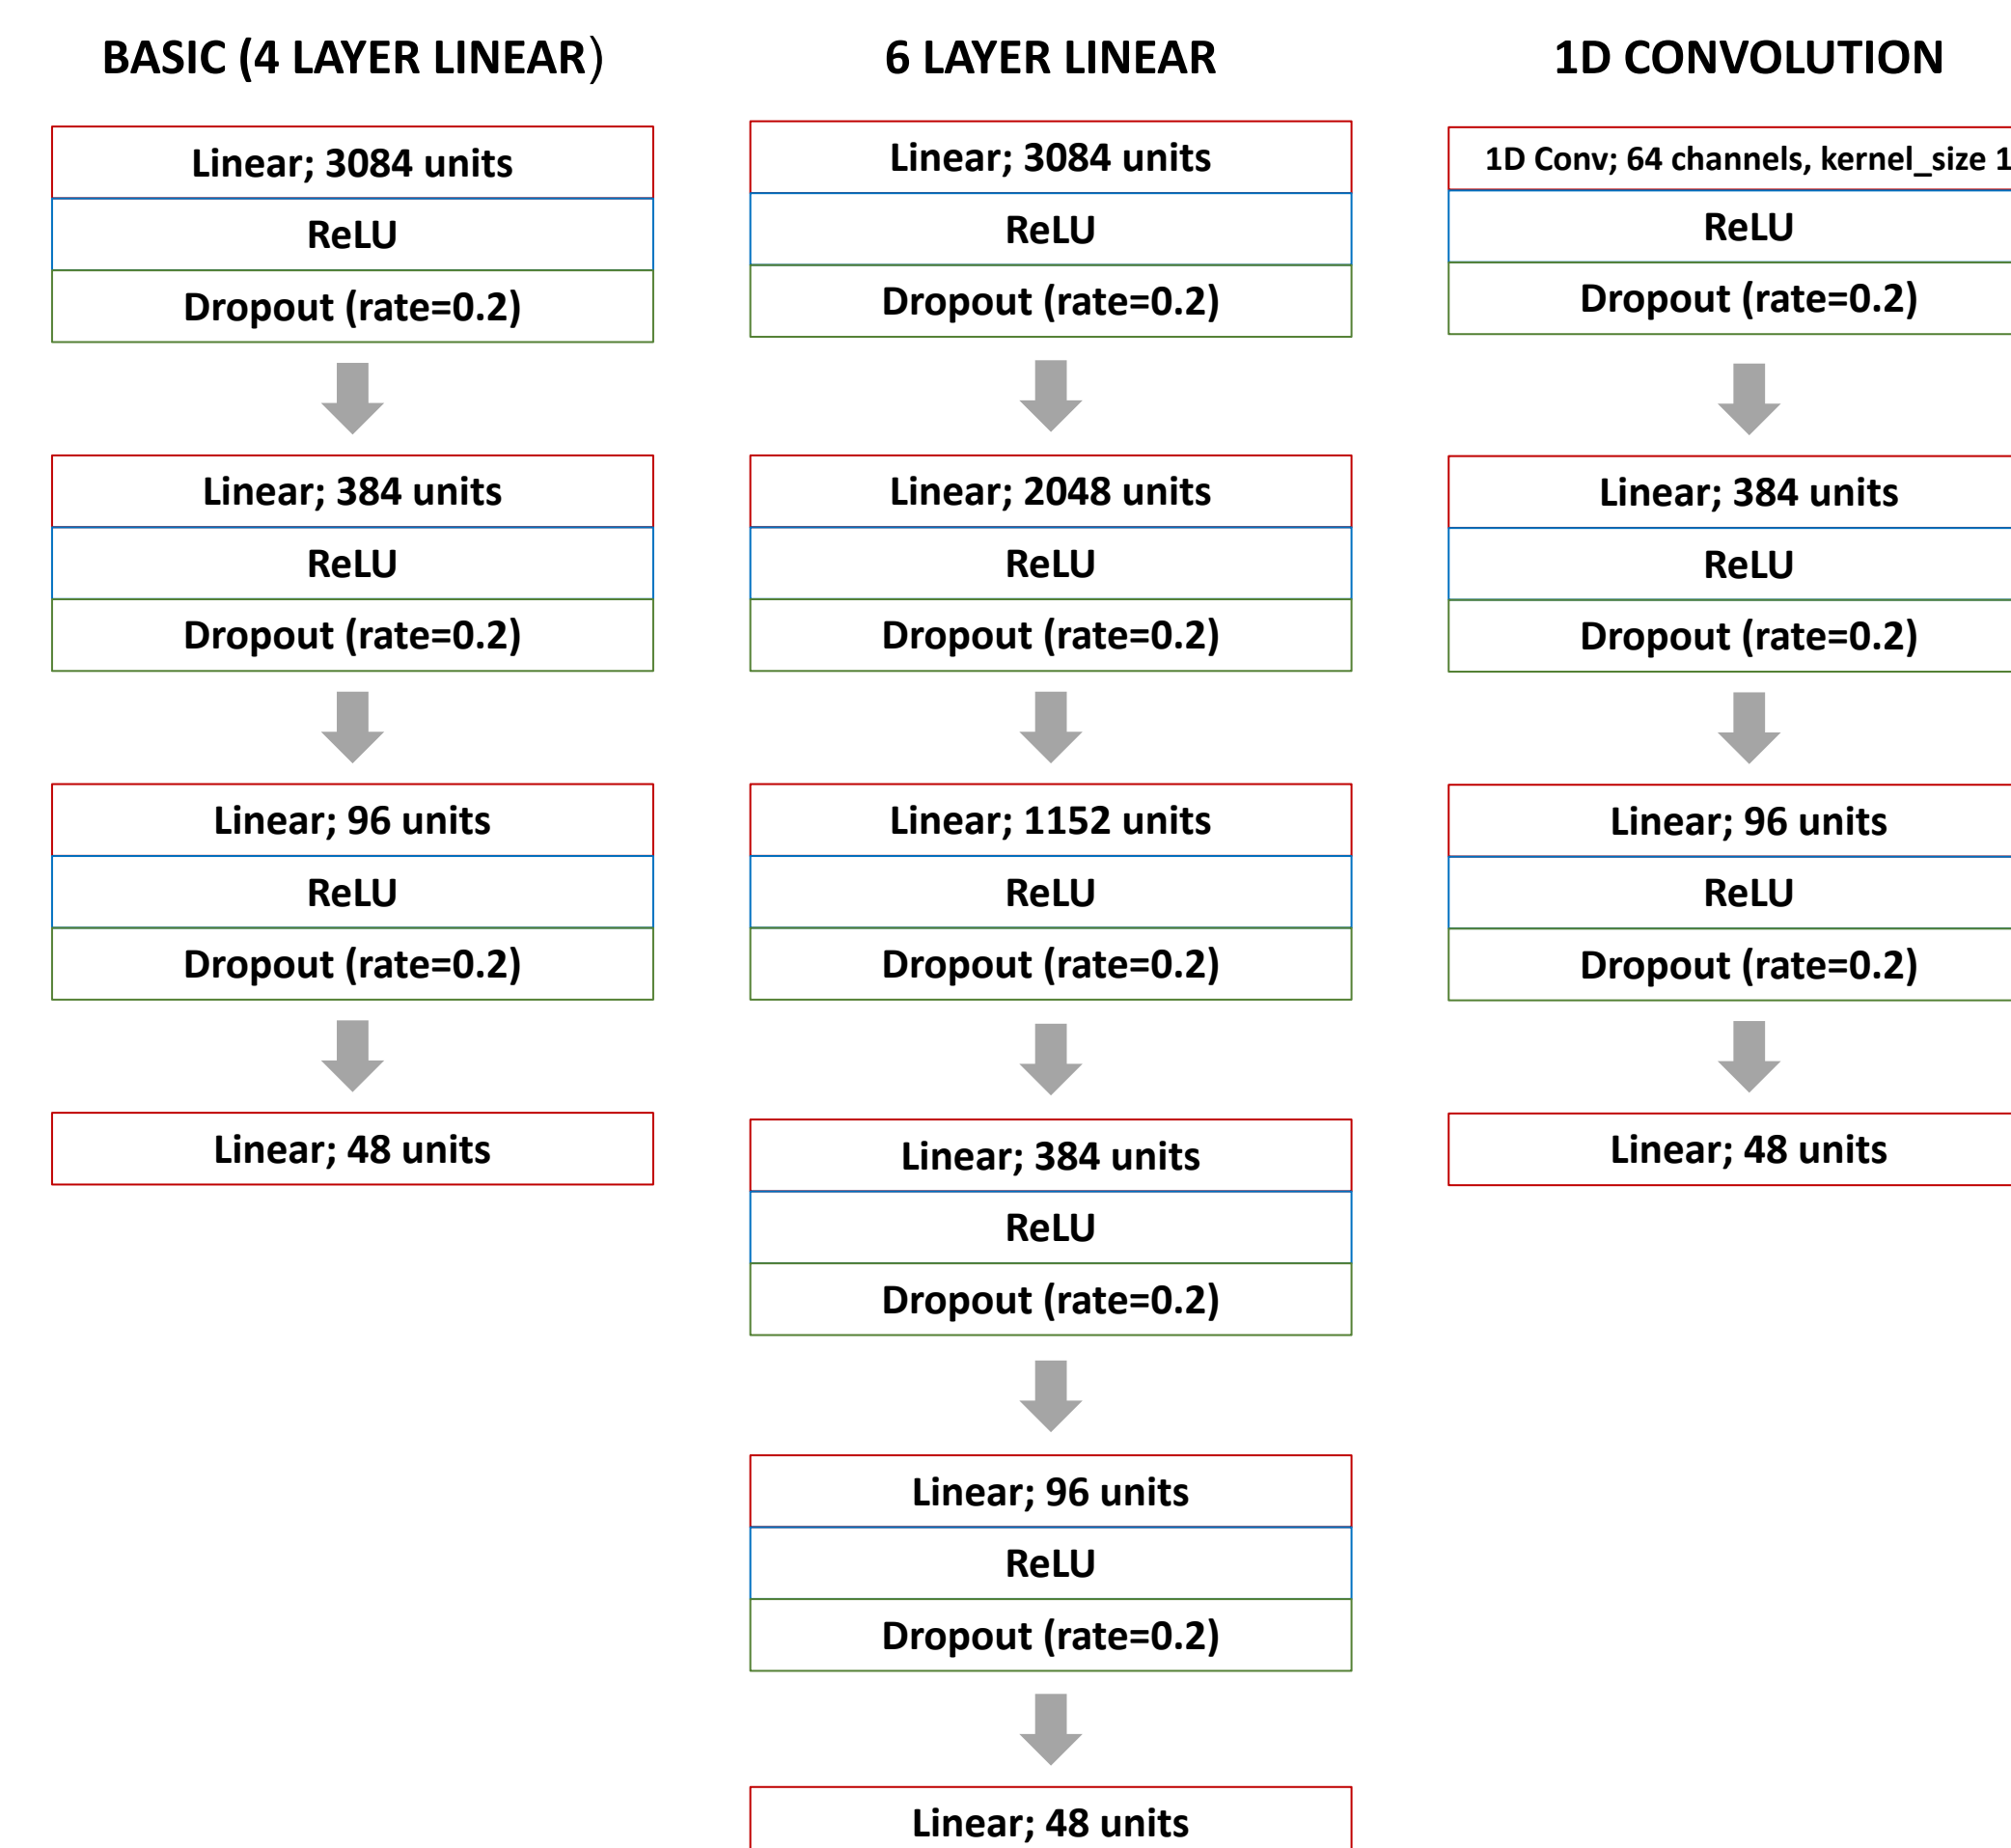 BASIC (4 LAYER LINEAR)
Linear; 3084 units
ReLU
Dropout (rate=0.2)
Linear; 384 units
ReLU
Dropout (rate=0.2)
Linear; 96 units
ReLU
Dropout (rate=0.2)
Linear; 48 units
6 LAYER LINEAR
Linear; 3084 units
ReLU
Dropout (rate=0.2)
Linear; 2048 units
ReLU
Dropout (rate=0.2)
Linear; 1152 units
ReLU
Dropout (rate=0.2)
Linear; 384 units
ReLU
Dropout (rate=0.2)
Linear; 96 units
ReLU
Dropout (rate=0.2)
Linear; 48 units
1D CONVOLUTION
1D Conv; 64 channels, kernel_size 1
ReLU
Dropout (rate=0.2)
Linear; 384 units
ReLU
Dropout (rate=0.2)
Linear; 96 units
ReLU
Dropout (rate=0.2)
Linear; 48 units